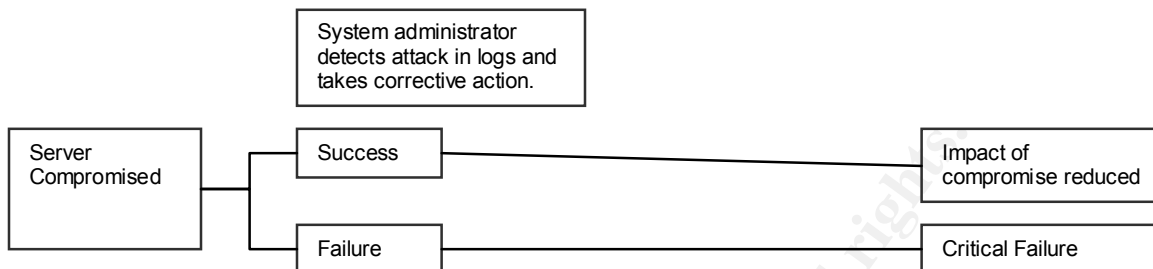 System administrator
detects attack in logs and
takes corrective action.
Server
Compromised
Success
Impact of
compromise reduced
Failure
Critical Failure
rights.